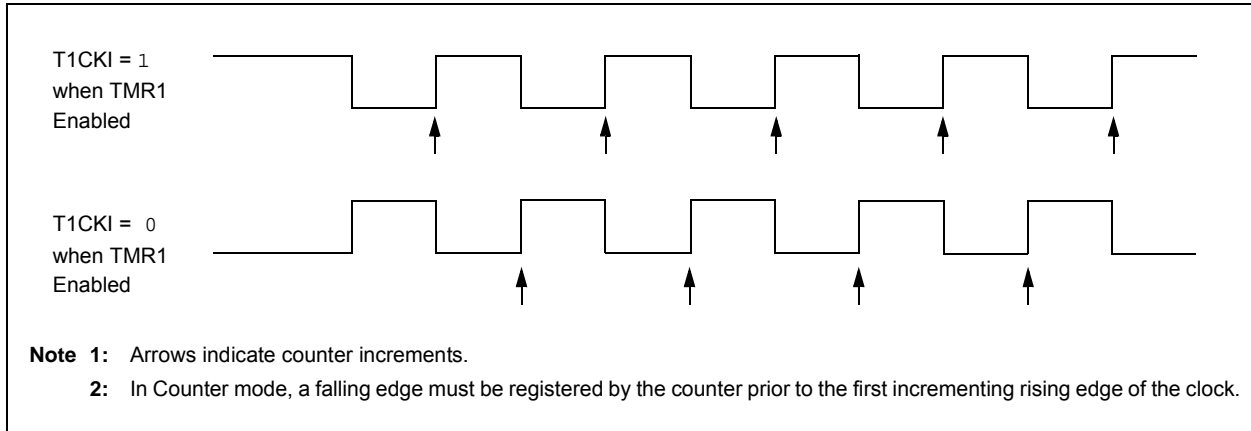 T1CKI = 1
when TMR1
Enabled
T1CKI = 0
when TMR1
Enabled
Note 1: Arrows indicate counter increments.
2: In Counter mode, a falling edge must be registered by the counter prior to the first incrementing rising edge of the clock.